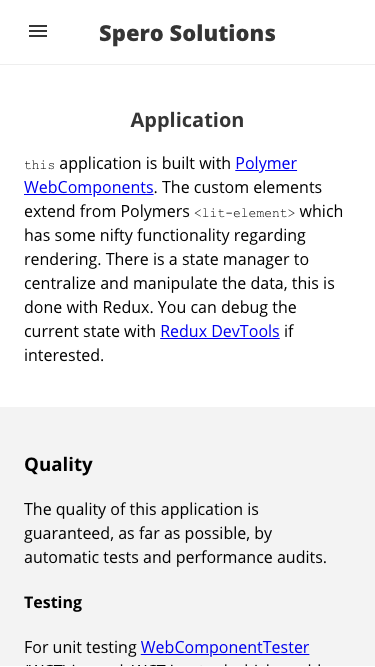 Spero Solutions
Application
this application is built with Polymer
WebComponents. The custom elements
extend from Polymers <lit-element> which
has some nifty functionality regarding
rendering. There is a state manager to
centralize and manipulate the data, this is
done with Redux. You can debug the
current state with Redux DevTools if
interested.
Quality
The quality of this application is
guaranteed, as far as possible, by
automatic tests and performance audits.
Testing
For unit testing WebComponentTester